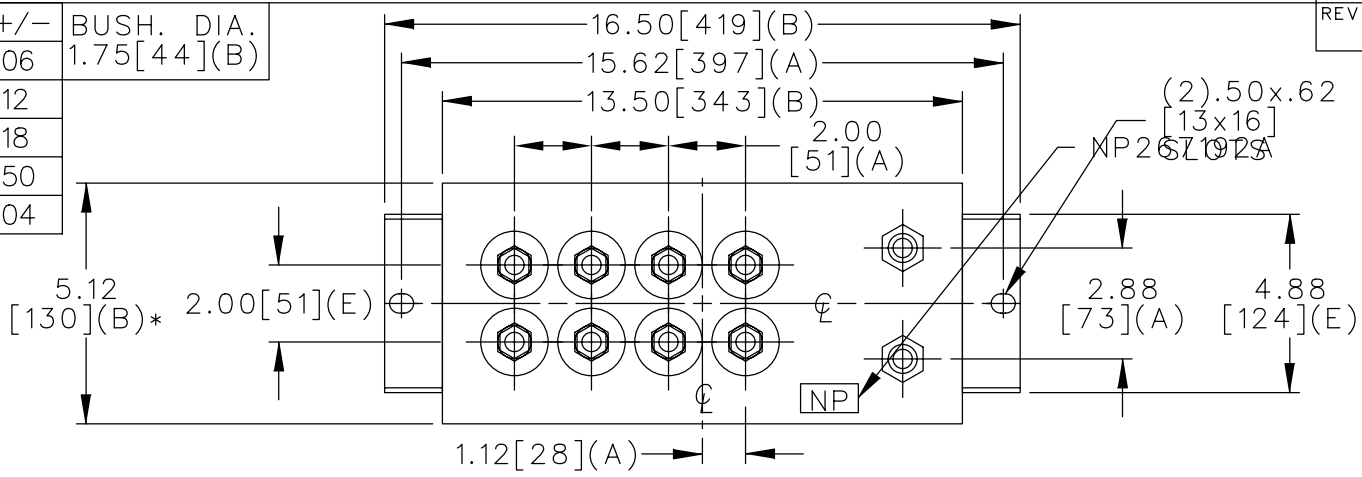 +/-
06
12
18
50
04
BUSH. DIA.
1.75[44](B)
REV
16.50[419](B)
15.62[397](A)
13.50[343](B)
2.00
[51](A)
(2).50x.62
[13x16]
SLOTS
NP267192A
5.12
[130](B)*
2.00[51](E)
2.88
[73](A)
4.88
[124](E)
℄
℄
NP
1.12[28](A)